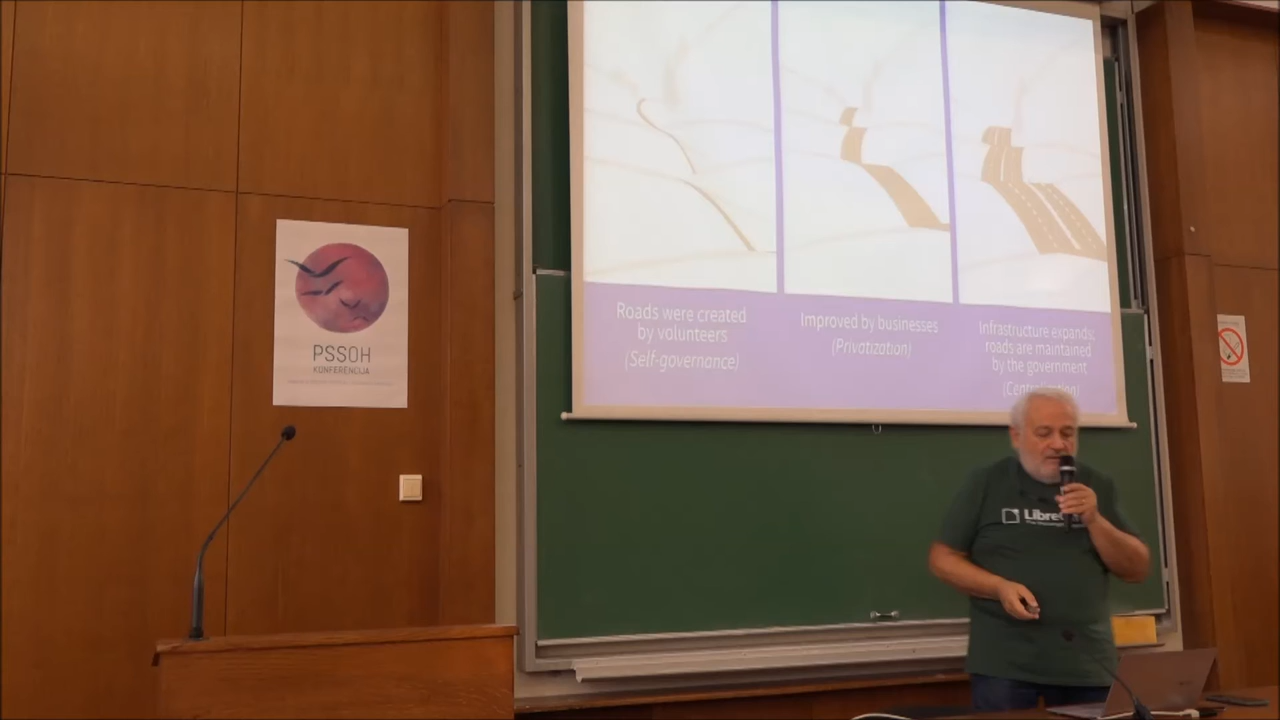 Roads were created
by volunteers
(Self-governance)
Improved by businesses
(Privatization)
Infrastructure expands;
roads are maintained
by the government
PSSOH
KONFERENCIJA